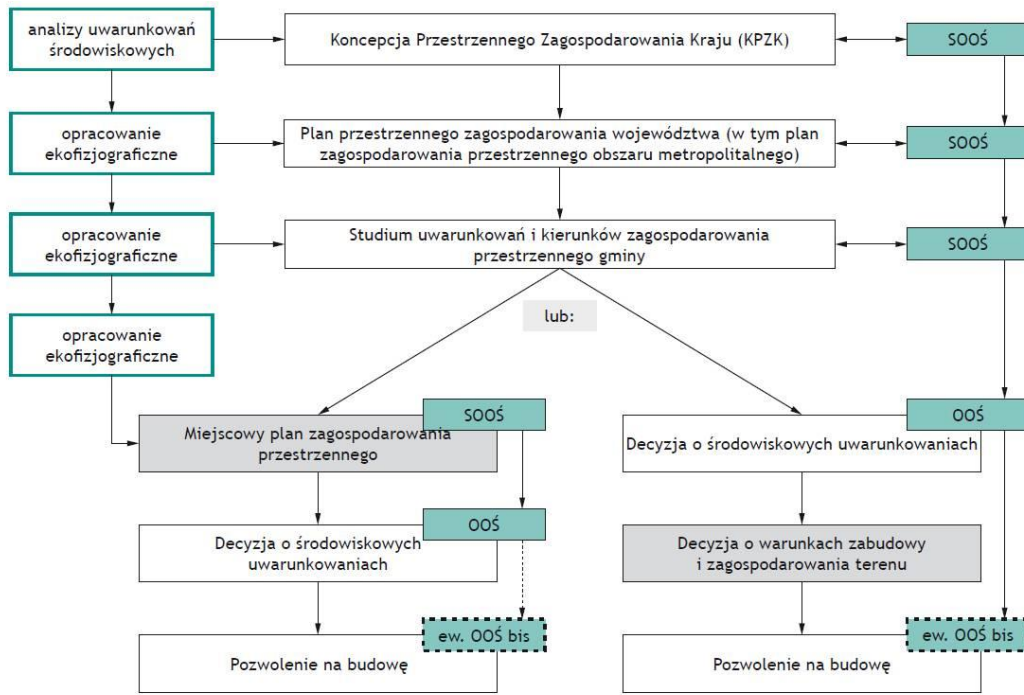 analizy uwarunkowań
środowiskowych
Koncepcja Przestrzennego Zagospodarowania Kraju (KPZK)
SOOŚ
opracowanie
ekofizjograficzne
Plan przestrzennego zagospodarowania województwa (w tym plan
zagospodarowania przestrzennego obszaru metropolitalnego)
SOOŚ
opracowanie
ekofizjograficzne
Studium uwarunkowań i kierunków zagospodarowania
przestrzennego gminy
SOOŚ
opracowanie
ekofizjograficzne
lub:
SOOŚ
Miejscowy plan zagospodarowania
przestrzennego
OOŚ
Decyzja o środowiskowych uwarunkowaniach
OOŚ
Decyzja o środowiskowych
uwarunkowaniach
Decyzja o warunkach zabudowy
i zagospodarowania terenu
ew. OOŚ bis
Pozwolenie na budowę
ew. OOŚ bis
Pozwolenie na budowę